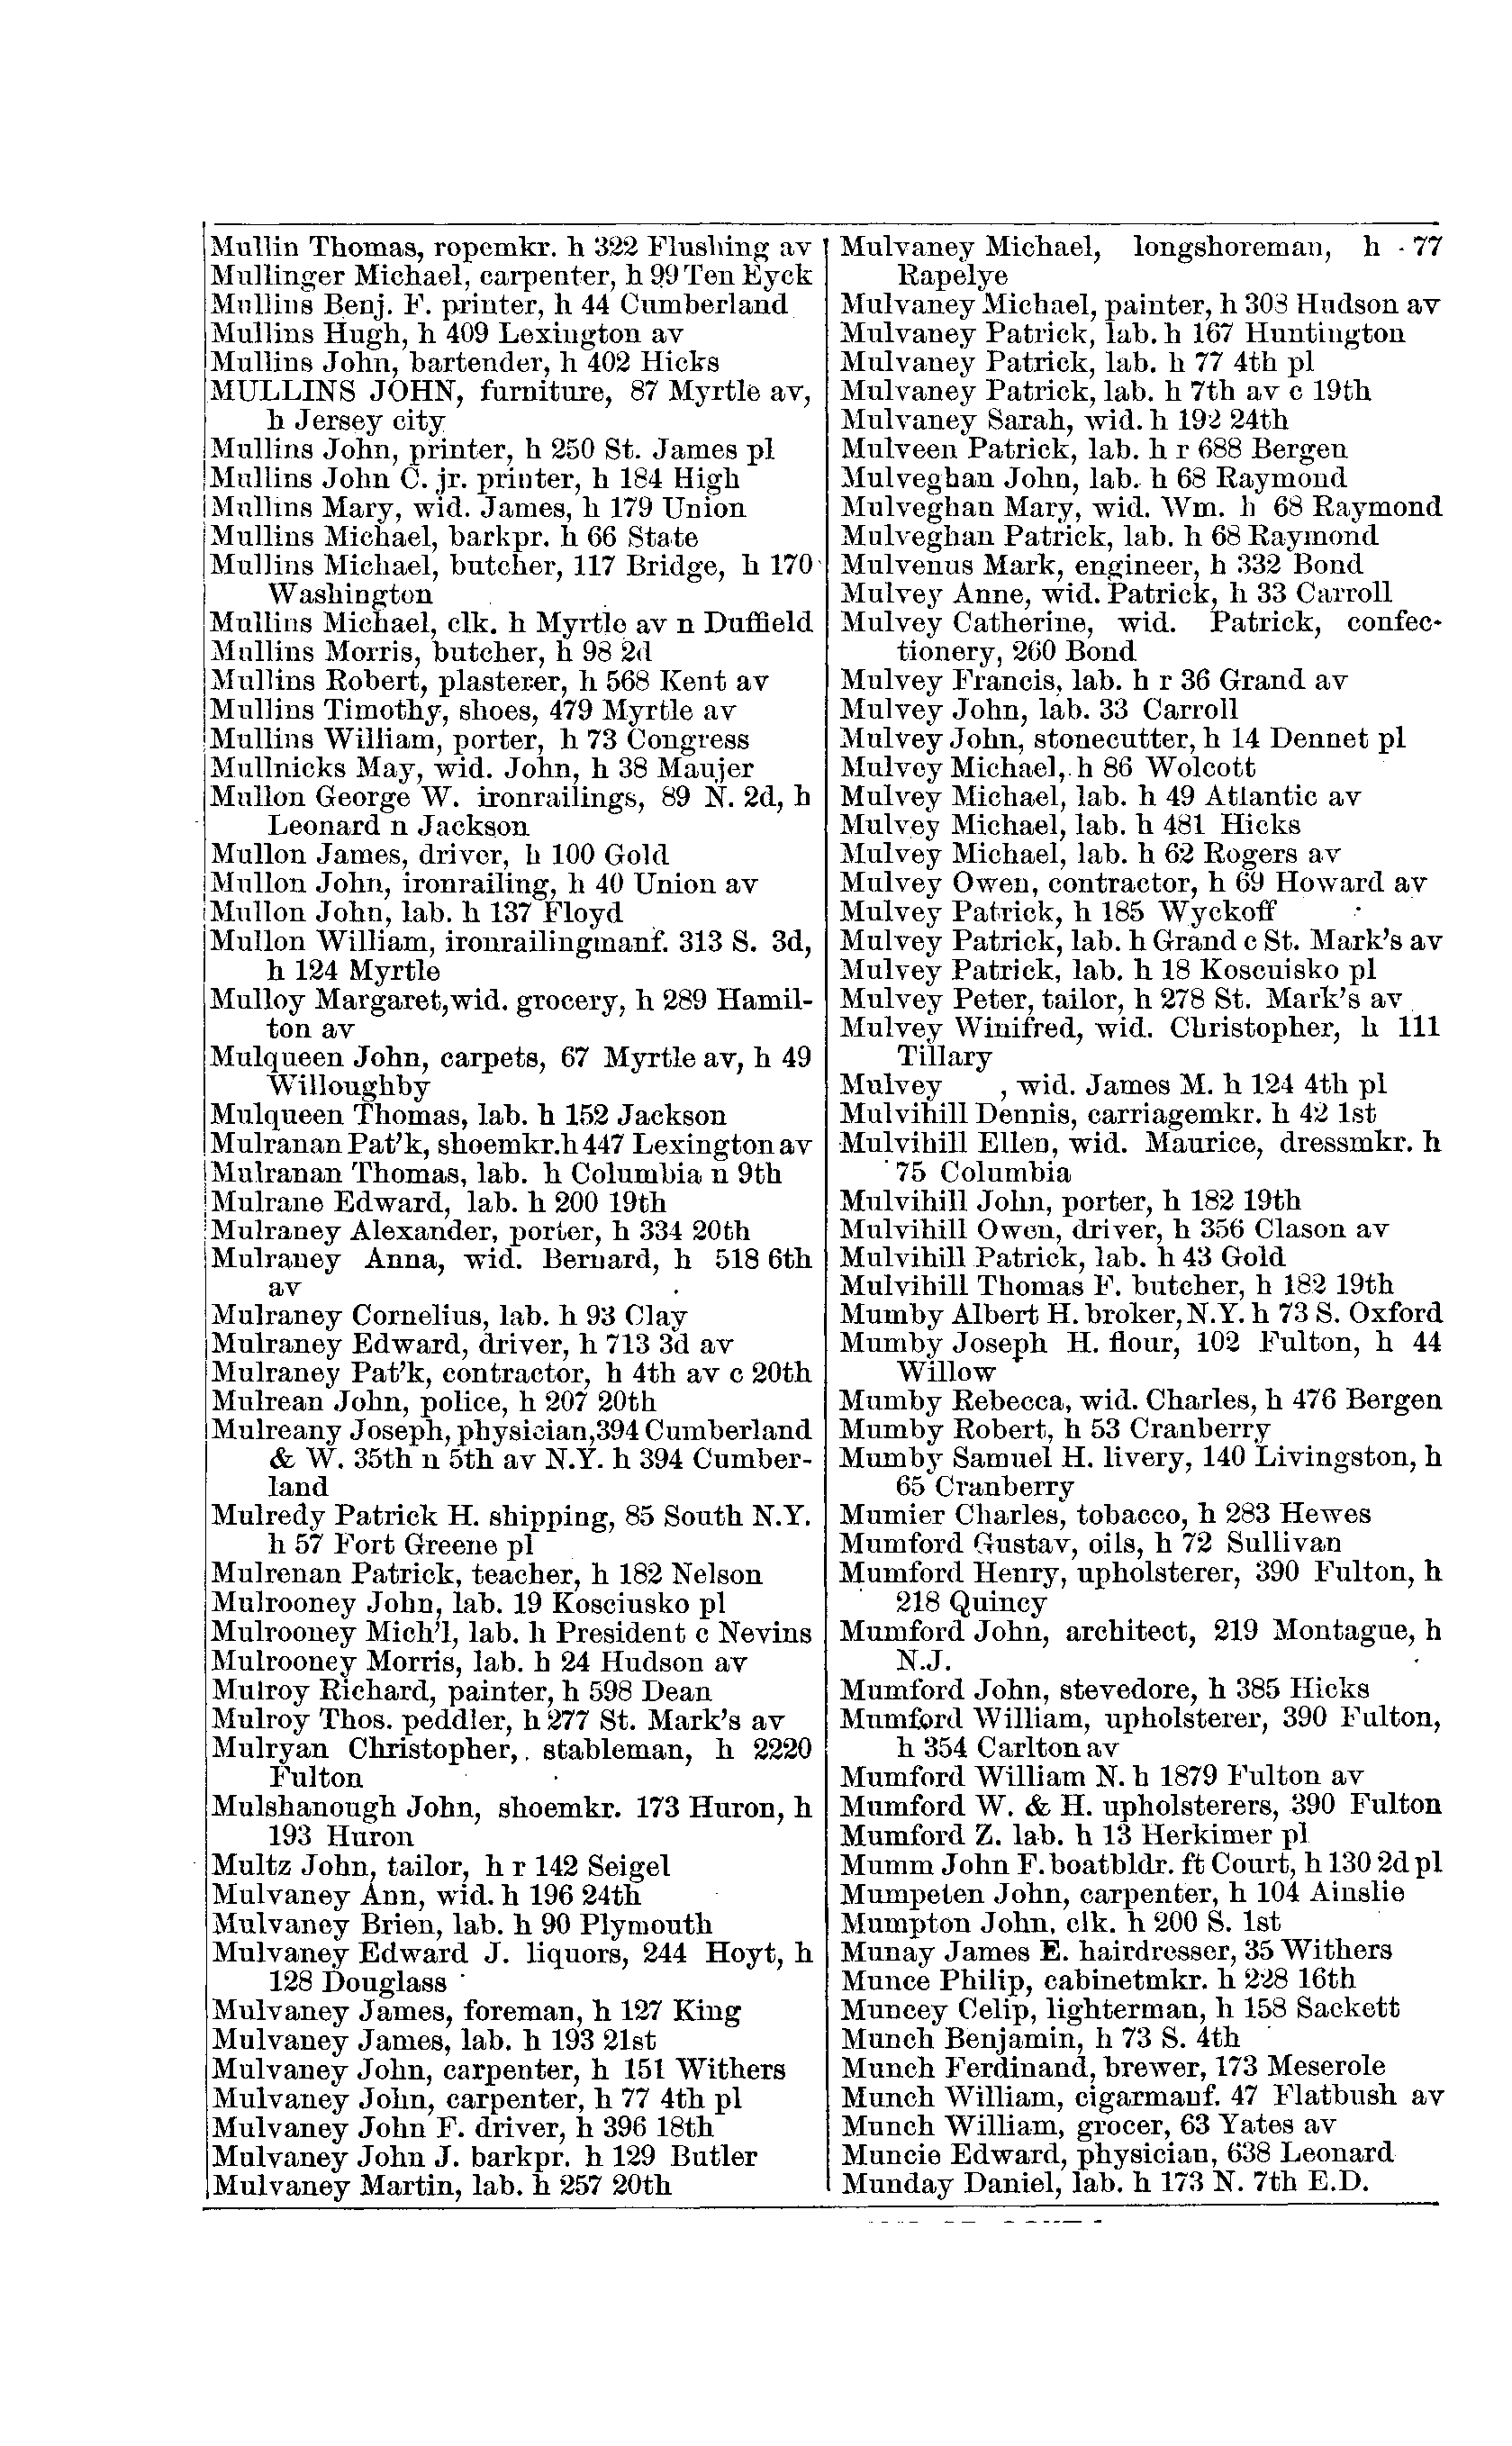 Mullin Thomas, ropemkr. h 322 Flushing av
Mullinger Michael, carpenter, h 99 Ten Eyck
Mullins Benj. F. printer, h 44 Cumberland
Mullins Hugh, h 409 Lexington av
Mullins John, bartender, h 402 Hicks
MULLINS JOHN, furniture, 87 Myrtle av,
h Jersey city
Mullins John, printer, h 250 St. James pl
Mullins John C. jr. printer, h 184 High
Mullins Mary, wid. James, h 179 Union
Mullins Michael, barkpr. h 66 State
Mullins Michael, butcher, 117 Bridge, h 170
Washington
Mullins Michael, clk. h Myrtle av n Duffield
Mullins Morris, butcher, h 98 2d
Mullins Robert, plasterer, h 568 Kent av
Mullins Timothy, shoes, 479 Myrtle av
Mullins William, porter, h 73 Congress
Mullnicks May, wid. John, h 38 Maujer
Mullon George W. ironrailings, 89 N. 2d, h
Leonard n Jackson
Mullon James, driver, h 100 Gold
Mullon John, ironrailing, h 40 Union av
Mullon John, lab. h 137 Floyd
Mullon William, ironrailingmanf. 313 S. 3d,
h 124 Myrtle
Mulloy Margaret,wid. grocery, h 289 Hamil-
ton av
Mulqueen John, carpets, 67 Myrtle av, h 49
Willoughby
Mulqueen Thomas, lab. h 152 Jackson
Mulranan Pat'k, shoemkr.h 447 Lexington av
Mulranan Thomas, lab. h Columbia n 9th
Mulrane Edward, lab. h 200 19th
Mulraney Alexander, porter, h 334 20th
Mulraney Anna, wid. Bernard, h 518 6th
av
Mulraney Cornelius, lab. h 93 Clay
Mulraney Edward, driver, h 713 3d av
Mulraney Pat'k, contractor, h 4th av c 20th
Mulrean John, police, h 207 20th
Mulreany Joseph, physician,394 Cumberland
& W. 35th n 5th av N.Y. h 394 Cumber-
land
Mulredy Patrick H. shipping, 85 South N.Y.
h 57 Fort Greene pl
Mulrenan Patrick, teacher, h 182 Nelson
Mulrooney John, lab. 19 Kosciusko pl
Mulrooney Mich'l, lab. h President c Nevins
Mulrooney Morris, lab. h 24 Hudson av
Mulroy Richard, painter, h 598 Dean
Mulroy Thos. peddler, h 277 St. Mark's av
Mulryan Christopher, stableman, h 2220
Fulton
Mulshanough John, shoemkr. 173 Huron, h
193 Huron
Multz John, tailor, h r 142 Seigel
Mulvaney Ann, wid. h 196 24th
Mulvaney Brien, lab. h 90 Plymouth
Mulvaney Edward J. liquors, 244 Hoyt, h
128 Douglass
Mulvaney James, foreman, h 127 King
Mulvaney James, lab. h 193 21st
Mulvaney John, carpenter, h 151 Withers
Mulvaney John, carpenter, h 77 4th pl
Mulvaney John F. driver, h 396 18th
Mulvaney John J. barkpr. h 129 Butler
Mulvaney Martin, lab. h 257 20th
Mulvaney Michael, longshoreman, h 77
Rapelye
Mulvaney Michael, painter, h 303 Hudson av
Mulvaney Patrick, lab. h 167 Huntington
Mulvaney Patrick, lab. h 77 4th pl
Mulvaney Patrick, lab. h 7th av c 19th
Mulvaney Sarah, wid. h 192 24th
Mulveen Patrick, lab. h r 688 Bergen
Mulveghan John, lab. h 68 Raymond
Mulveghan Mary, wid. Wm. h 68 Raymond
Mulveghan Patrick, lab. h 68 Raymond
Mulvenus Mark, engineer, h 332 Bond
Mulvey Anne, wid. Patrick, h 33 Carroll
Mulvey Catherine, wid. Patrick, confec-
tionery, 260 Bond
Mulvey Francis, lab. h r 36 Grand av
Mulvey John, lab. 33 Carroll
Mulvey John, stonecutter, h 14 Dennet pl
Mulvey Michael, h 86 Wolcott
Mulvey Michael, lab. h 49 Atlantic av
Mulvey Michael, lab. h 481 Hicks
Mulvey Michael, lab. h 62 Rogers av
Mulvey Owen, contractor, h 69 Howard av
Mulvey Patrick, h 185 Wyckoff
Mulvey Patrick, lab. h Grand c St. Mark's av
Mulvey Patrick, lab. h 18 Koscuisko pl
Mulvey Peter, tailor, h 278 St. Mark's av
Mulvey Winifred, wid. Christopher, h 111
Tillary
Mulvey , wid. James M. h 124 4th pl
Mulvihill Dennis, carriagemkr. h 42 1st
Mulvihill Ellen, wid. Maurice, dressmkr. h
75 Columbia
Mulvihill John, porter, h 182 19th
Mulvihill Owen, driver, h 356 Clason av
Mulvihill Patrick, lab. h 43 Gold
Mulvihill Thomas F. butcher, h 182 19th
Mumby Albert H. broker, N.Y. h 73 S. Oxford
Mumby Joseph H. flour, 102 Fulton, h 44
Willow
Mumby Rebecca, wid. Charles, h 476 Bergen
Mumby Robert, h 53 Cranberry
Mumby Samuel H. livery, 140 Livingston, h
65 Cranberry
Mumier Charles, tobacco, h 283 Hewes
Mumford Gustav, oils, h 72 Sullivan
Mumford Henry, upholsterer, 390 Fulton, h
218 Quincy
Mumford John, architect, 219 Montague, h
N.J.
Mumford John, stevedore, h 385 Hicks
Mumford William, upholsterer, 390 Fulton,
h 354 Carlton av
Mumford William N. h 1879 Fulton av
Mumford W. & H. upholsterers, 390 Fulton
Mumford Z. lab. h 13 Herkimer pl
Mumm John F. boatbldr. ft Court, h 130 2d pl
Mumpeten John, carpenter, h 104 Ainslie
Mumpton John, clk. h 200 S. 1st
Munay James E. hairdresser, 35 Withers
Munce Philip, cabinetmkr. h 228 16th
Muncey Celip, lighterman, h 158 Sackett
Munch Benjamin, h 73 S. 4th
Munch Ferdinand, brewer, 173 Meserole
Munch William, cigarmanf. 47 Flatbush av
Munch William, grocer, 63 Yates av
Muncie Edward, physician, 638 Leonard
Munday Daniel, lab. h 173 N. 7th E.D.